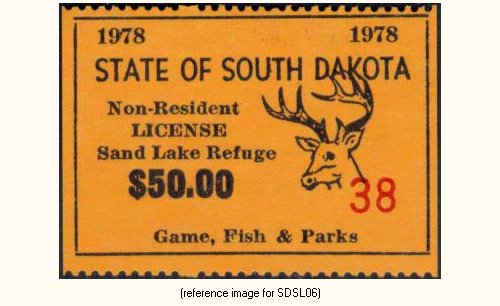 1978 1978
STATE OF SOUTH DAKOTA
Non-Resident
LICENSE
Sand Lake Refuge
$50.00
38
Game, Fish & Parks
(reference image for SDSL06)